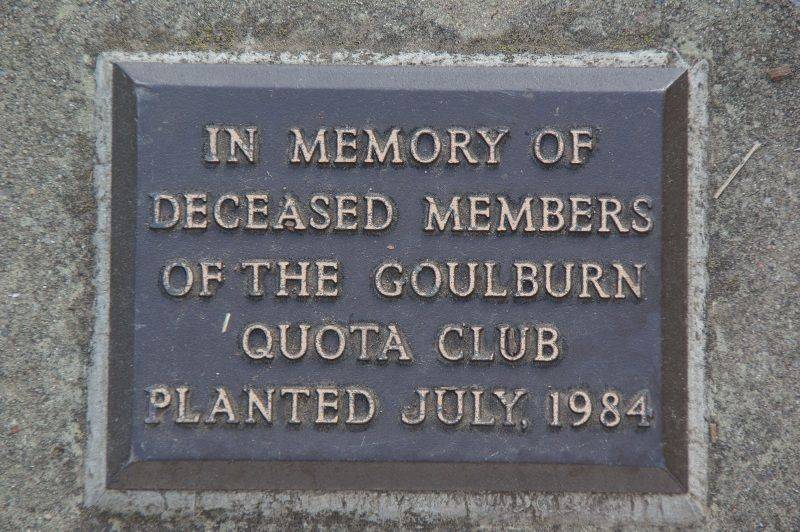 IN MEMORY OF
DECEASED MEMBERS
OF THE GOULBURN
QUOTA CLUB
PLANTED JULY, 1984